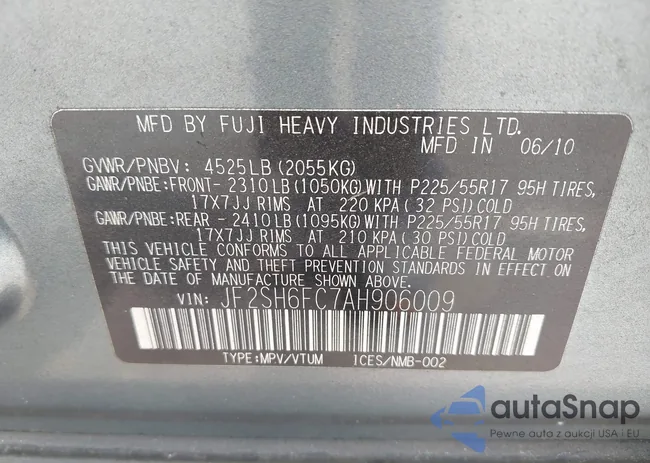 MFD BY FUJI HEAVY INDUSTRIES LTD.
MFD IN 06/10
GVWR/PNBV: 4525LB(2055KG)
GAWR/PNBE:FRONT- 2310LB(1050KG)WITH P225/55R17 95H TIRES,
17X7JJ RIMS AT 220 KPA(32 PSI)COLD
GAWR/PNBE:REAR -2410LB(1095KG)WITH P225/55R17 95H TIRES,
17X7JJ RIMS AT 210 KPA(30 PSI)COLD
THIS VEHICLE CONFORMS TO ALL APPLICABLE FEDERAL MOTOR
VEHICLE SAFETY AND THEFT PREVENTION STANDARDS IN EFFECT ON
THE DATE OF MANUFACTURE SHOWN ABOVE.
VIN: JF2SH6FC7AH906009
TYPE:MPV/VTUM ICES/NMB-002
autaSnap
Pewne auta z aukcji USA i EU